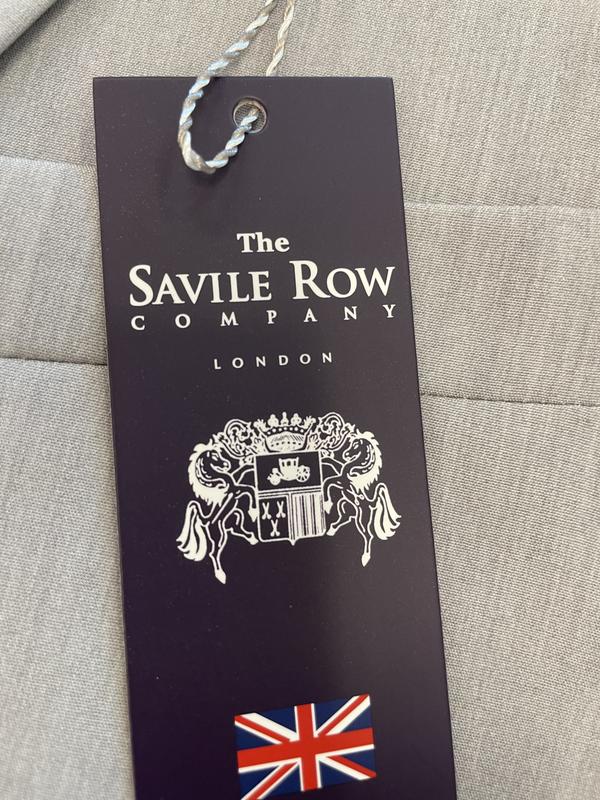 The
SAVILE ROW
COMPANY
LONDON